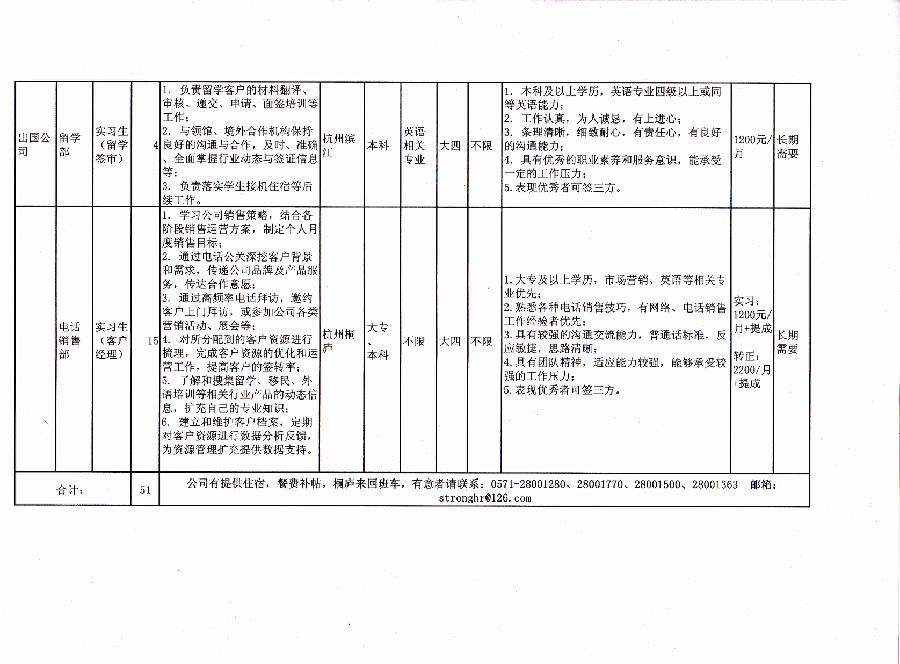 出国公司
留学部
实习生（留学签市）
4
1. 负责留学客户的材料翻译、
审核、递交、申请、面签培训等
工作；
2. 与领馆、境外合作机构保持
良好的沟通与合作，及时、准确
、全面掌握行业动态与签证信息
等；
3. 负责落实学生接机住宿等后
续工作。
杭州滨江
本科
英语相关专业
大四
不限
1. 本科及以上学历，英语专业四级以上或同
等英语能力；
2. 工作认真，为人诚恳，有上进心；
3. 条理清晰，细致耐心，有责任心，有良好
的沟通能力；
4. 具有优秀的职业素养和服务意识，能承受
一定的工作压力；
5.表现优秀者可签三方。
1200元/
月
长期
需要
电话销售部
实习生（客户经理）
15
1. 学习公司销售策略，结合各
阶段销售运营方案，制定个人月
度销售目标；
2. 通过电话公关深挖客户背景
和需求，传递公司品牌及产品服
务，传达合作意愿；
3. 通过高频率电话拜访，邀约
客户上门拜访，或参加公司各类
营销活动、展会等；
4. 对所分配到的客户资源进行
梳理，完成客户资源的优化和运
营工作，提高客户的签转率；
5. 了解和搜集留学、移民、外
语培训等相关行业产品的动态信
息，扩充自己的专业知识；
6. 建立和维护客户档案，定期
对客户资源进行数据分析反馈，
为资源管理扩充提供数据支持。
杭州桐庐
大专
、
本科
不限
大四
不限
1.大专及以上学历，市场营销、英语等相关专
业优先；
2.熟悉各种电话销售技巧，有网络、电话销售
工作经验者优先；
3.具有较强的沟通交流能力，普通话标准，反
应敏捷，思路清晰；
4.具有团队精神，适应能力较强，能够承受较
强的工作压力；
5.表现优秀者可签三方。
实习：
1200元/
月+提成
转正：
2200/月
+提成
长期
需要
合计：
51
公司有提供住宿，餐费补帖，桐庐来回班车，有意者请联系：0571-28001280、28001770、28001500、28001363 邮箱：
stronghr@126.com